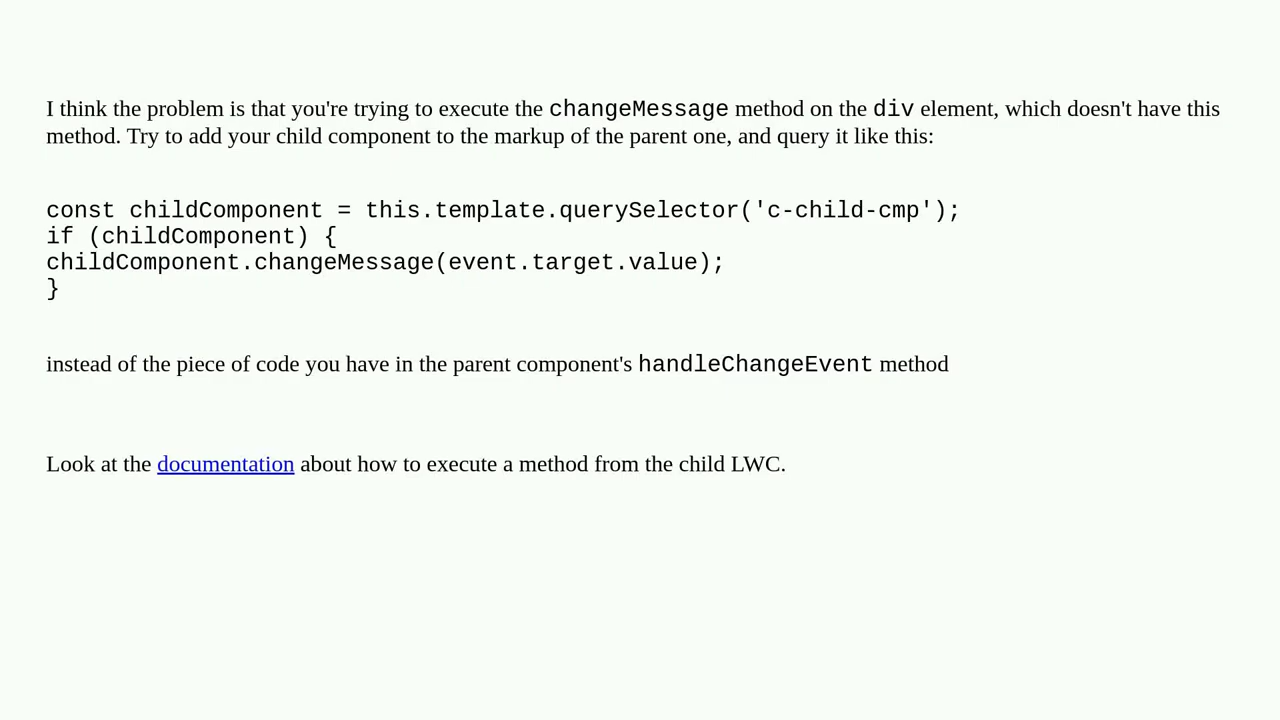 I think the problem is that you're trying to execute the changeMessage method on the div element, which doesn't have this
method. Try to add your child component to the markup of the parent one, and query it like this:
const childComponent = this.template.querySelector('c-child-cmp');
if (childComponent) {
childComponent.changeMessage(event.target.value);
}
instead of the piece of code you have in the parent component's handleChangeEvent method
Look at the documentation about how to execute a method from the child LWC.